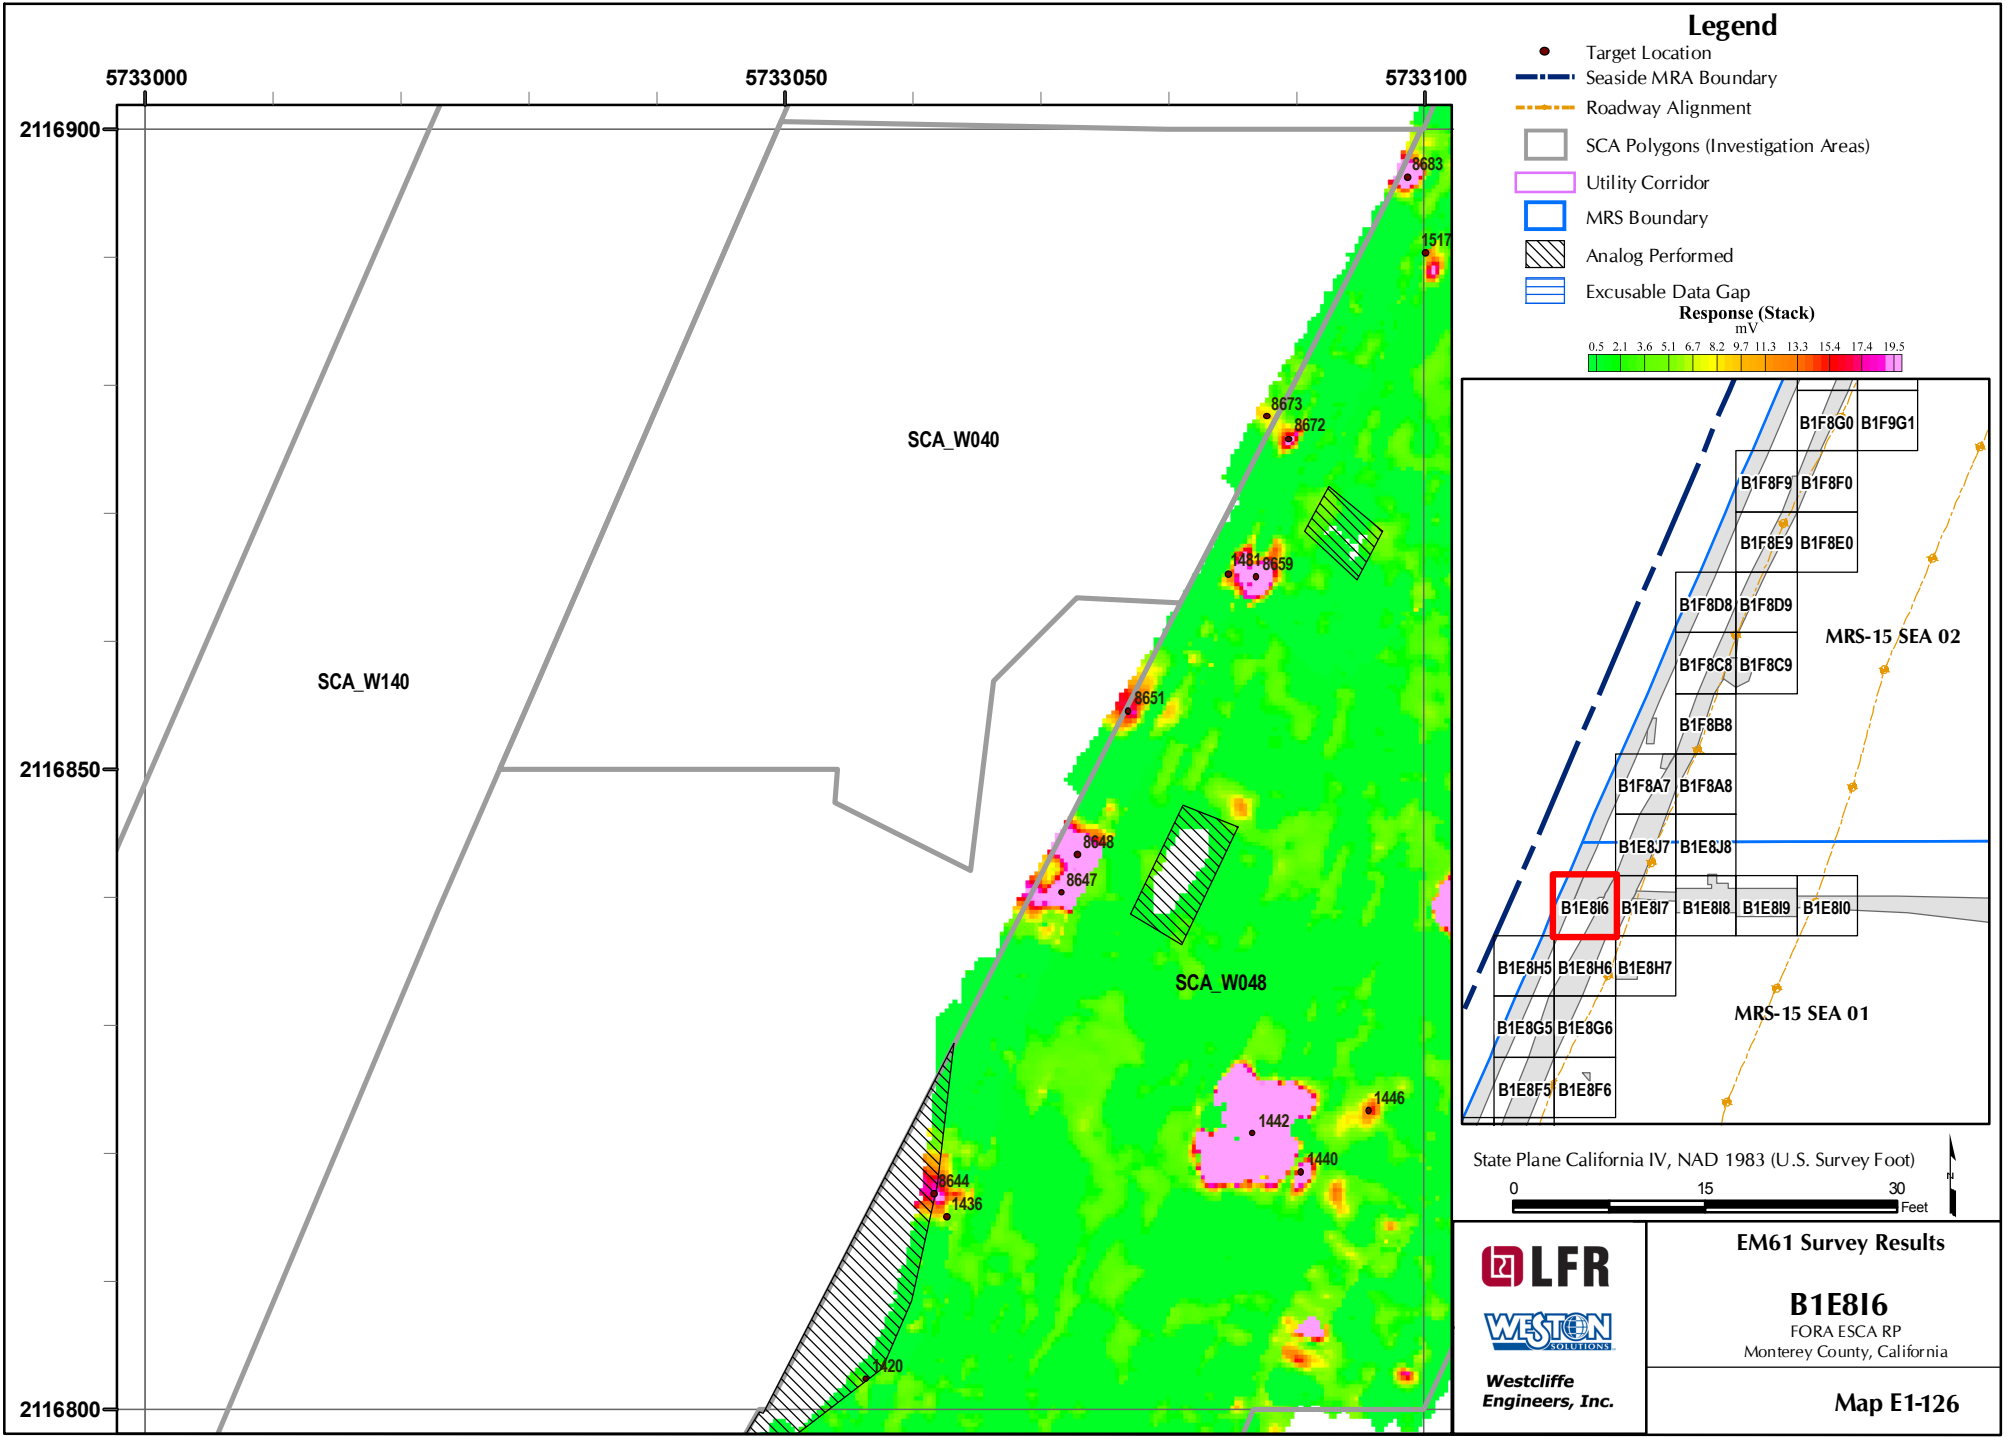 5733000
5733050
5733100
2116900
2116850
2116800
SCA_W040
SCA_W140
SCA_W048
8683
1517
8673
8672
1481
8659
8651
8648
8647
1446
1442
1440
8644
1436
1420
Legend
Target Location
Seaside MRA Boundary
Roadway Alignment
SCA Polygons (Investigation Areas)
Utility Corridor
MRS Boundary
Analog Performed
Excusable Data Gap
Response (Stack)
mV
0.5 2.1 3.6 5.1 6.7 8.2 9.7 11.3 13.3 15.4 17.4 19.5
B1F8G0 B1F9G1
B1F8F9 B1F8F0
B1F8E9 B1F8E0
B1F8D8 B1F8D9
MRS-15 SEA 02
B1F8C8 B1F8C9
B1F8B8
B1F8A7 B1F8A8
B1E8J7 B1E8J8
B1E8I6 B1E8I7 B1E8I8 B1E8I9 B1E8I0
B1E8H5 B1E8H6 B1E8H7
MRS-15 SEA 01
B1E8G5 B1E8G6
B1E8F5 B1E8F6
State Plane California IV, NAD 1983 (U.S. Survey Foot)
0 15 30
Feet
N
LFR
WESTON
SOLUTIONS
Westcliffe
Engineers, Inc.
EM61 Survey Results
B1E8I6
FORA ESCA RP
Monterey County, California
Map E1-126